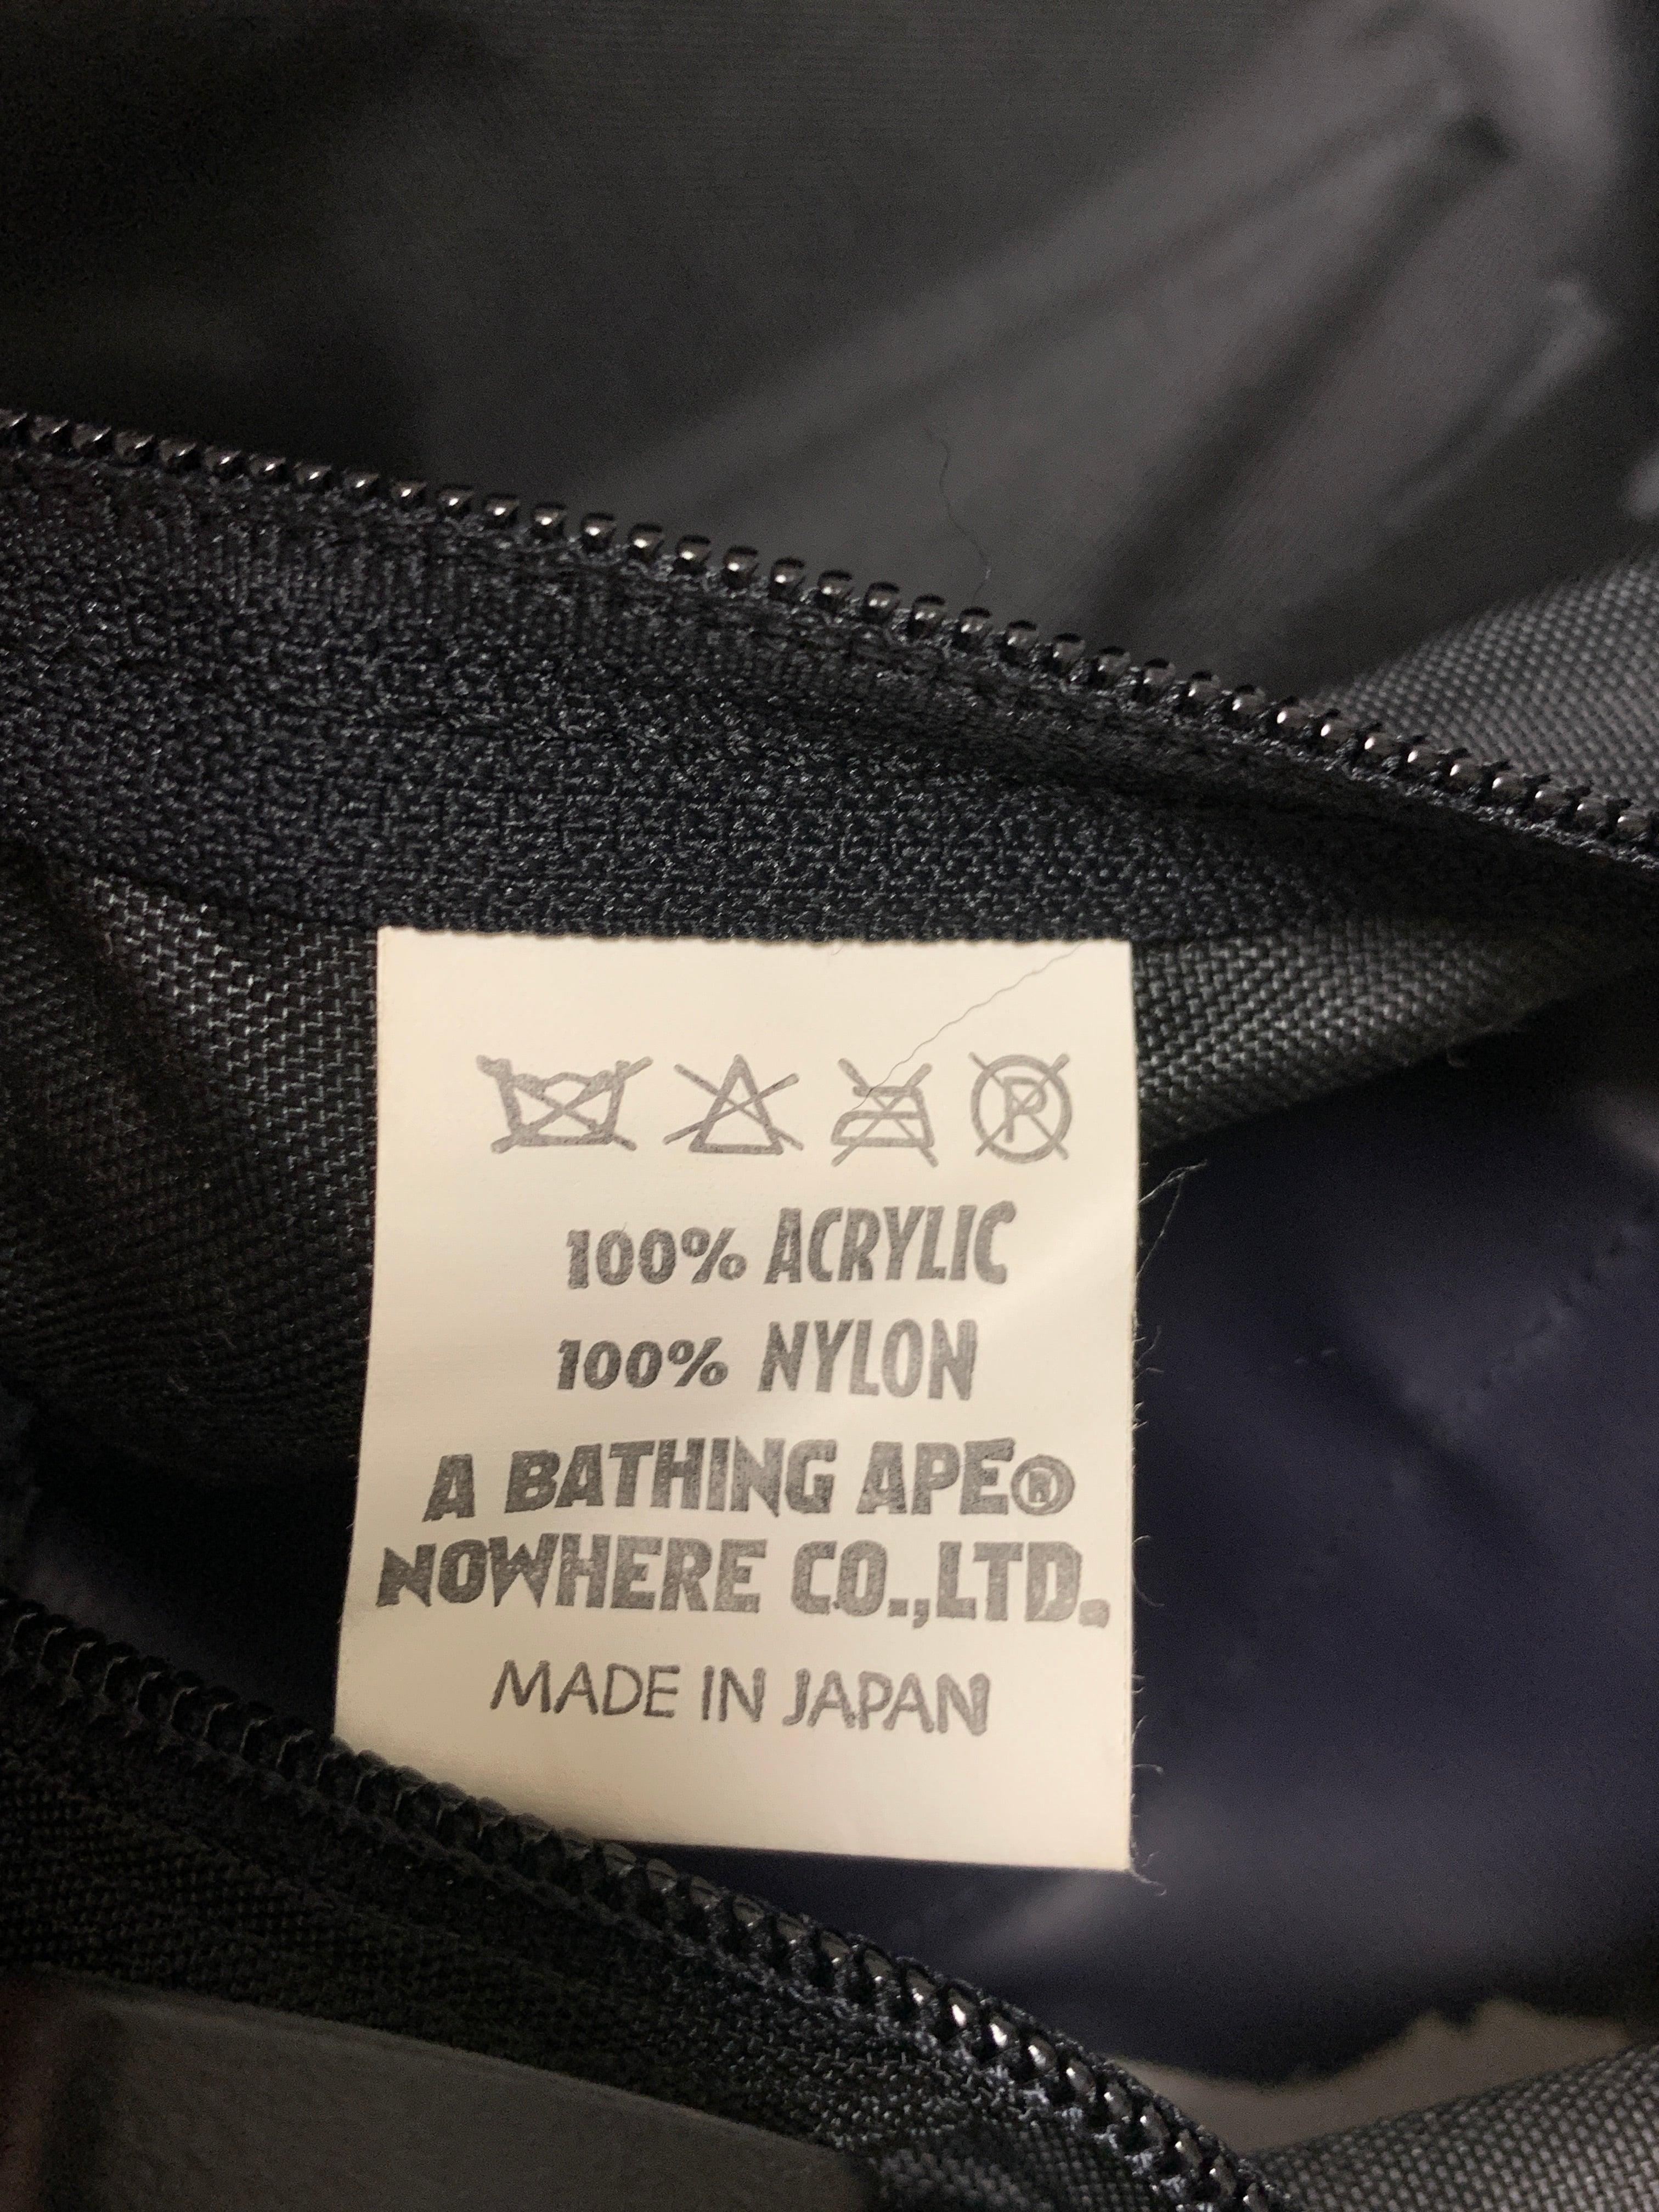 P
100% ACRYLIC
100% NYLON
A BATHING APE®
NOWHERE CO.,LTD.
MADE IN JAPAN